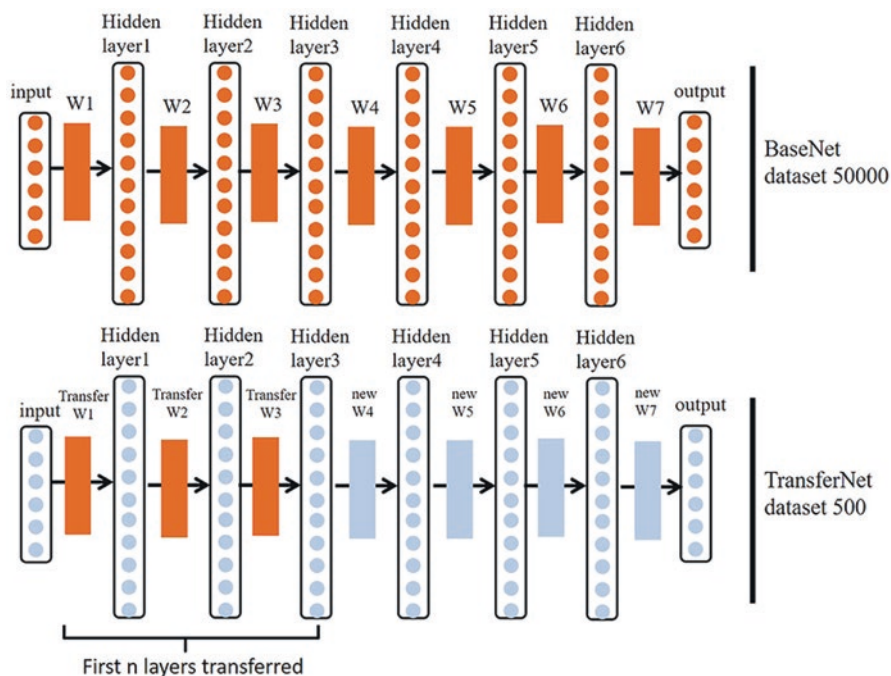 Hidden
layer1
Hidden
layer2
Hidden
layer3
Hidden
layer4
Hidden
layer5
Hidden
layer6
input
W1
W2
W3
W4
W5
W6
W7
output
BaseNet
dataset 50000
Hidden
layer1
Hidden
layer2
Hidden
layer3
Hidden
layer4
Hidden
layer5
Hidden
layer6
input
Transfer
W1
Transfer
W2
Transfer
W3
new
W4
new
W5
new
W6
new
W7
output
TransferNet
dataset 500
First n layers transferred